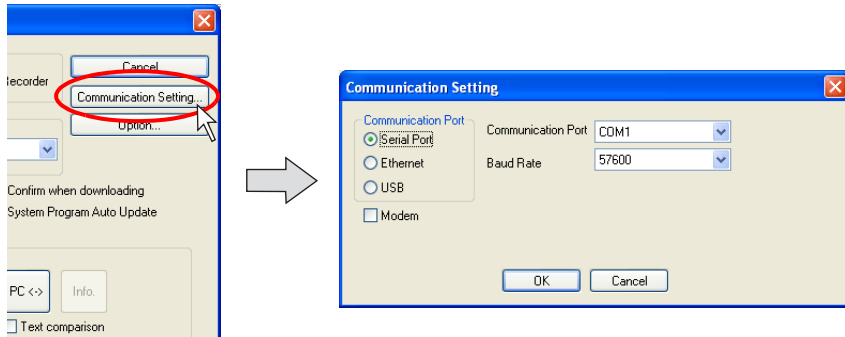 Cancel
Recorder
Communication Setting...
Option...
Confirm when downloading
System Program Auto Update
PC <->
Info.
Text comparison
Communication Setting
Communication Port
Serial Port
Communication Port
COM1
Ethernet
Baud Rate
57600
USB
Modem
OK
Cancel